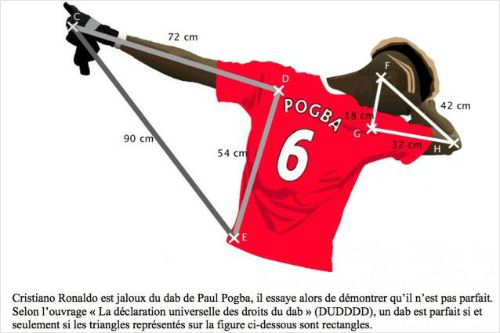 C
72 cm
D
F
POGBA
18 cm
42 cm
G
6
37 cm
H
90 cm
54 cm
E
Cristiano Ronaldo est jaloux du dab de Paul Pogba, il essaye alors de démontrer qu'il n'est pas parfait.
Selon l'ouvrage « La déclaration universelle des droits du dab » (DUDDDD), un dab est parfait si et
seulement si les triangles représentés sur la figure ci-dessous sont rectangles.